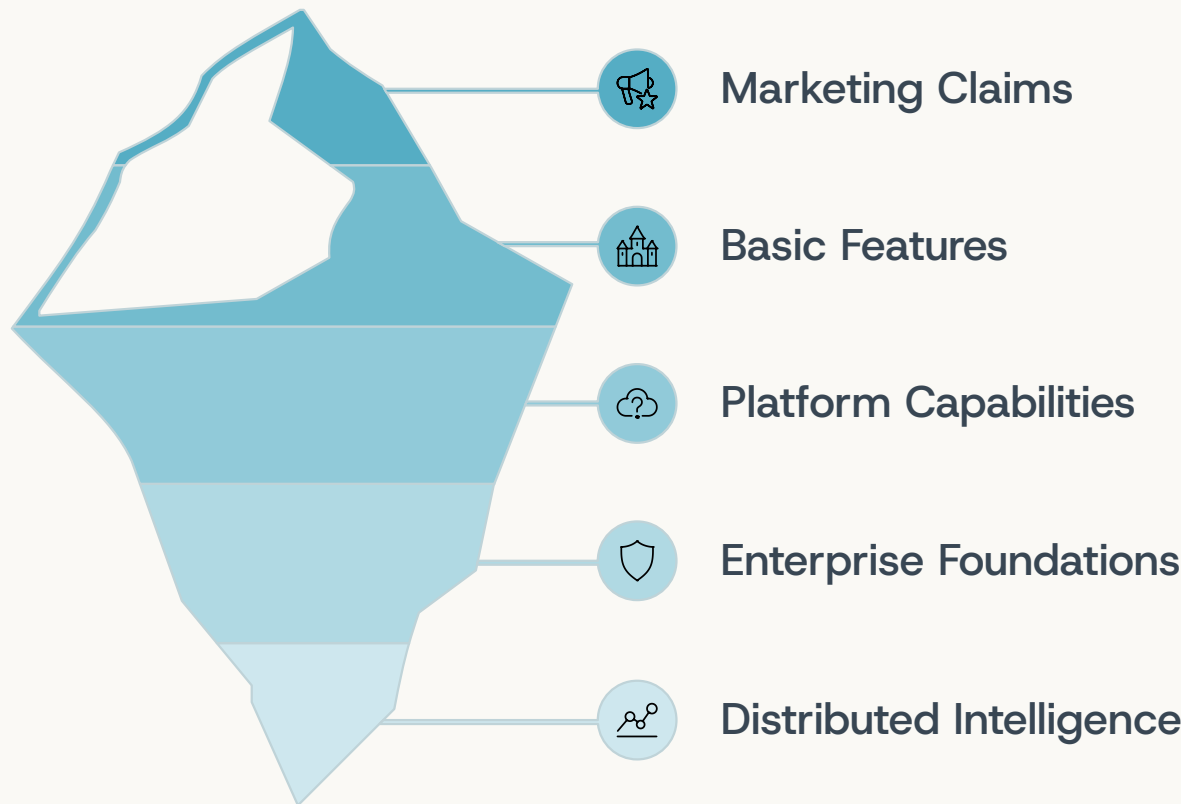 Marketing Claims
Basic Features
Platform Capabilities
Enterprise Foundations
Distributed Intelligence